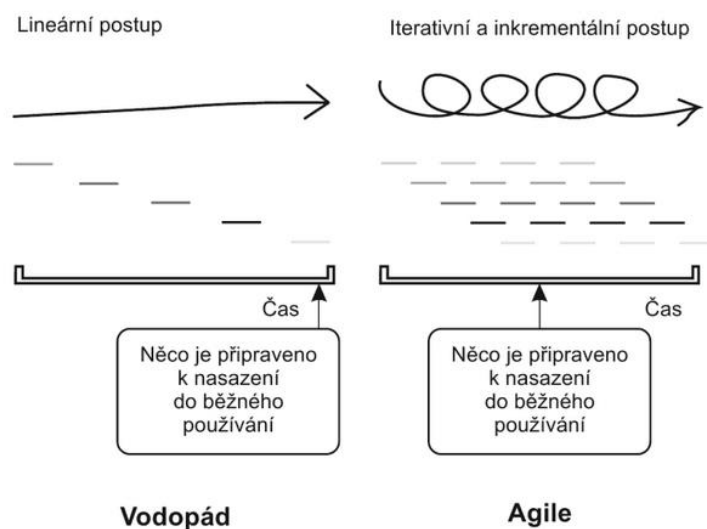 Lineární postup
Iterativní a inkrementální postup
Čas
Čas
Něco je připraveno
k nasazení
do běžného
používání
Něco je připraveno
k nasazení
do běžného
používání
Vodopád
Agile